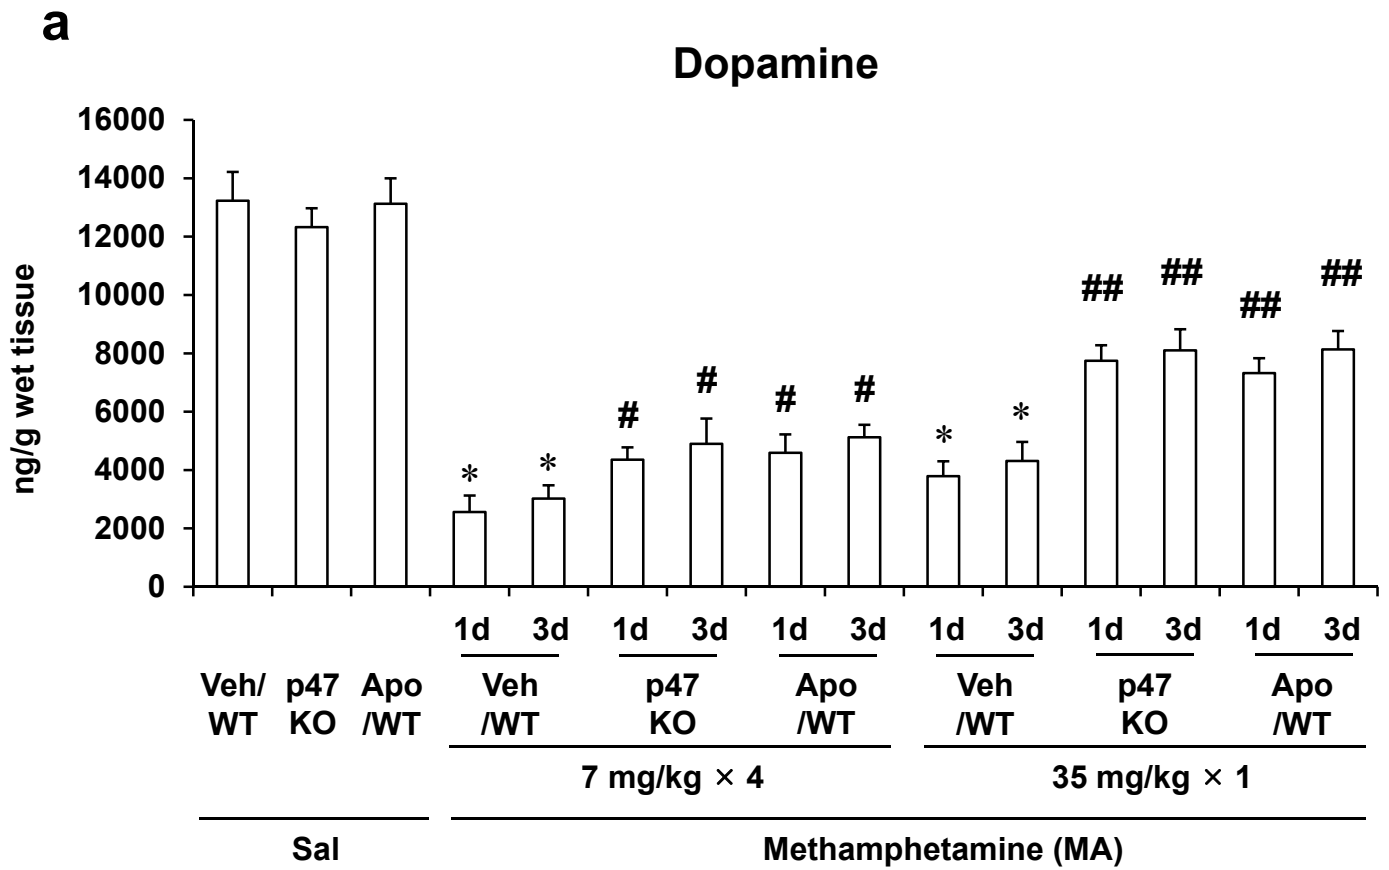 a
Dopamine
ng/g wet tissue
16000
14000
12000
10000
8000
6000
4000
2000
0
* * # # # # * * ## ## ## ##
1d 3d 1d 3d 1d 3d 1d 3d 1d 3d 1d 3d
Veh/ p47 Apo Veh p47 Apo Veh p47 Apo
WT KO /WT /WT KO /WT /WT KO /WT
7 mg/kg × 4 35 mg/kg × 1
Sal Methamphetamine (MA)